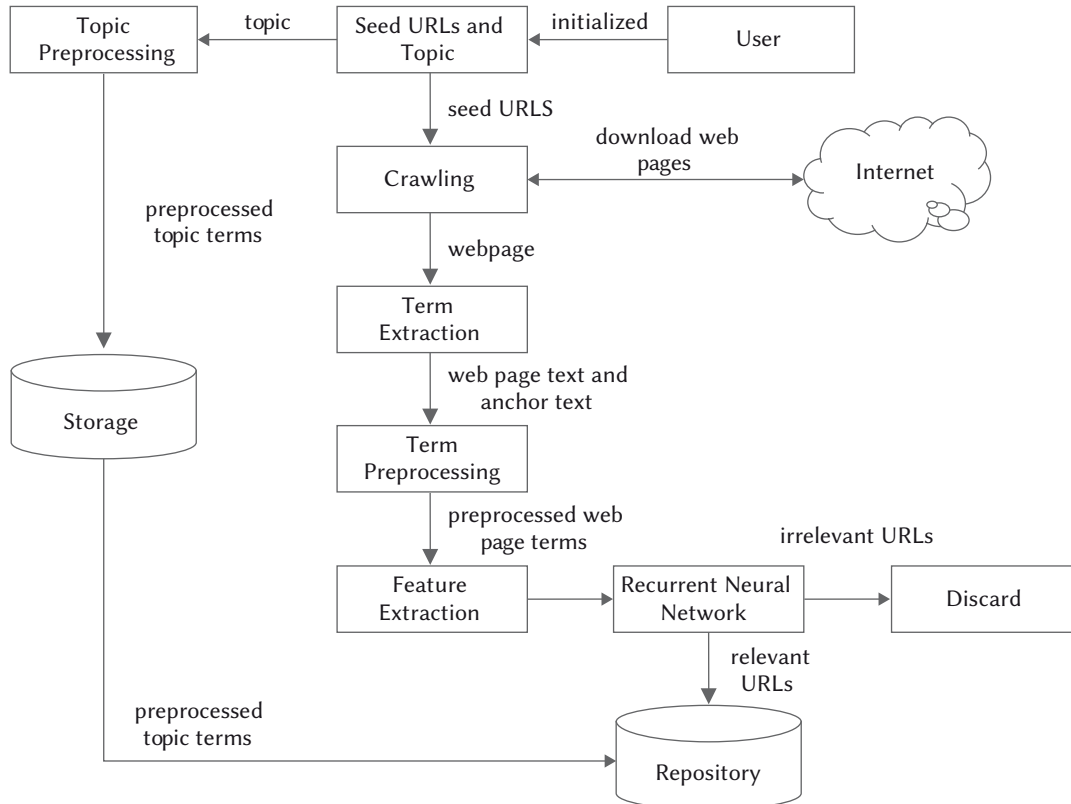 Topic
Preprocessing
topic
Seed URLs and
Topic
initialized
User
seed URLS
download web
pages
Internet
Crawling
preprocessed
topic terms
webpage
Term
Extraction
web page text and
anchor text
Storage
Term
Preprocessing
preprocessed web
page terms
irrelevant URLs
Feature
Extraction
Recurrent Neural
Network
Discard
relevant
URLs
preprocessed
topic terms
Repository